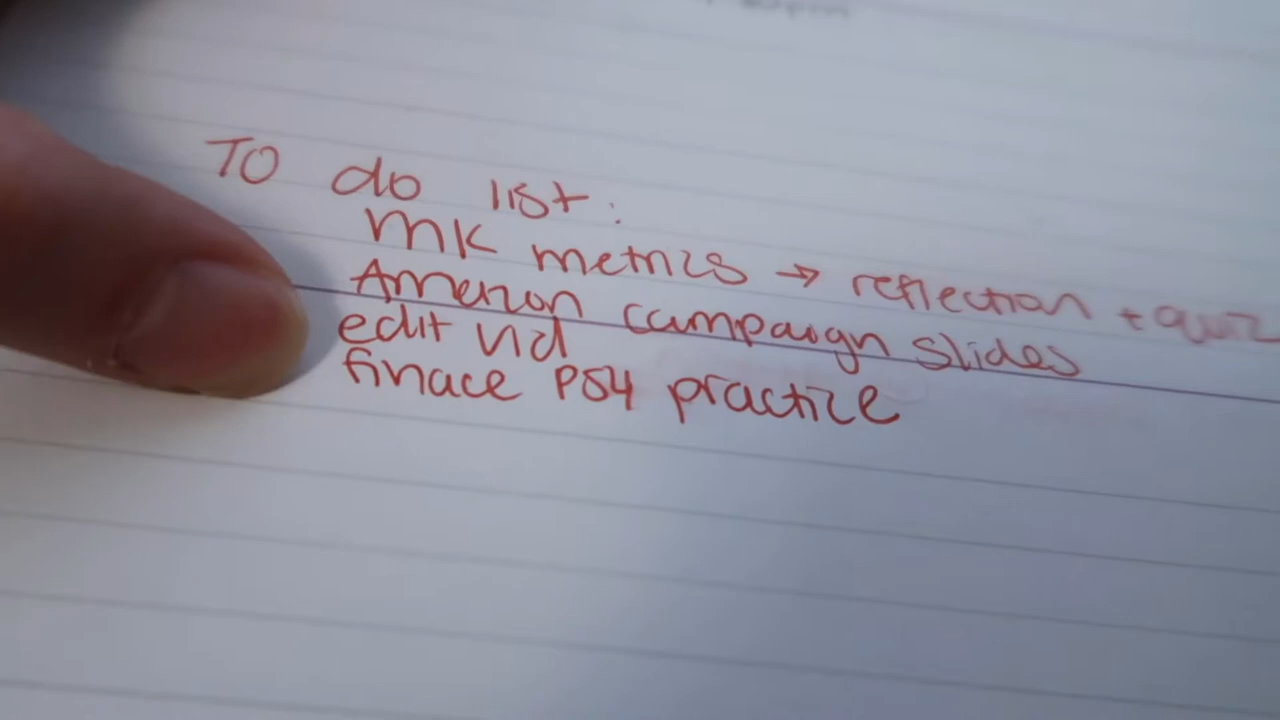 TO do list:
MK metrics → reflection + quiz
Amazon campaign slides
edit vid
finace PS4 practice